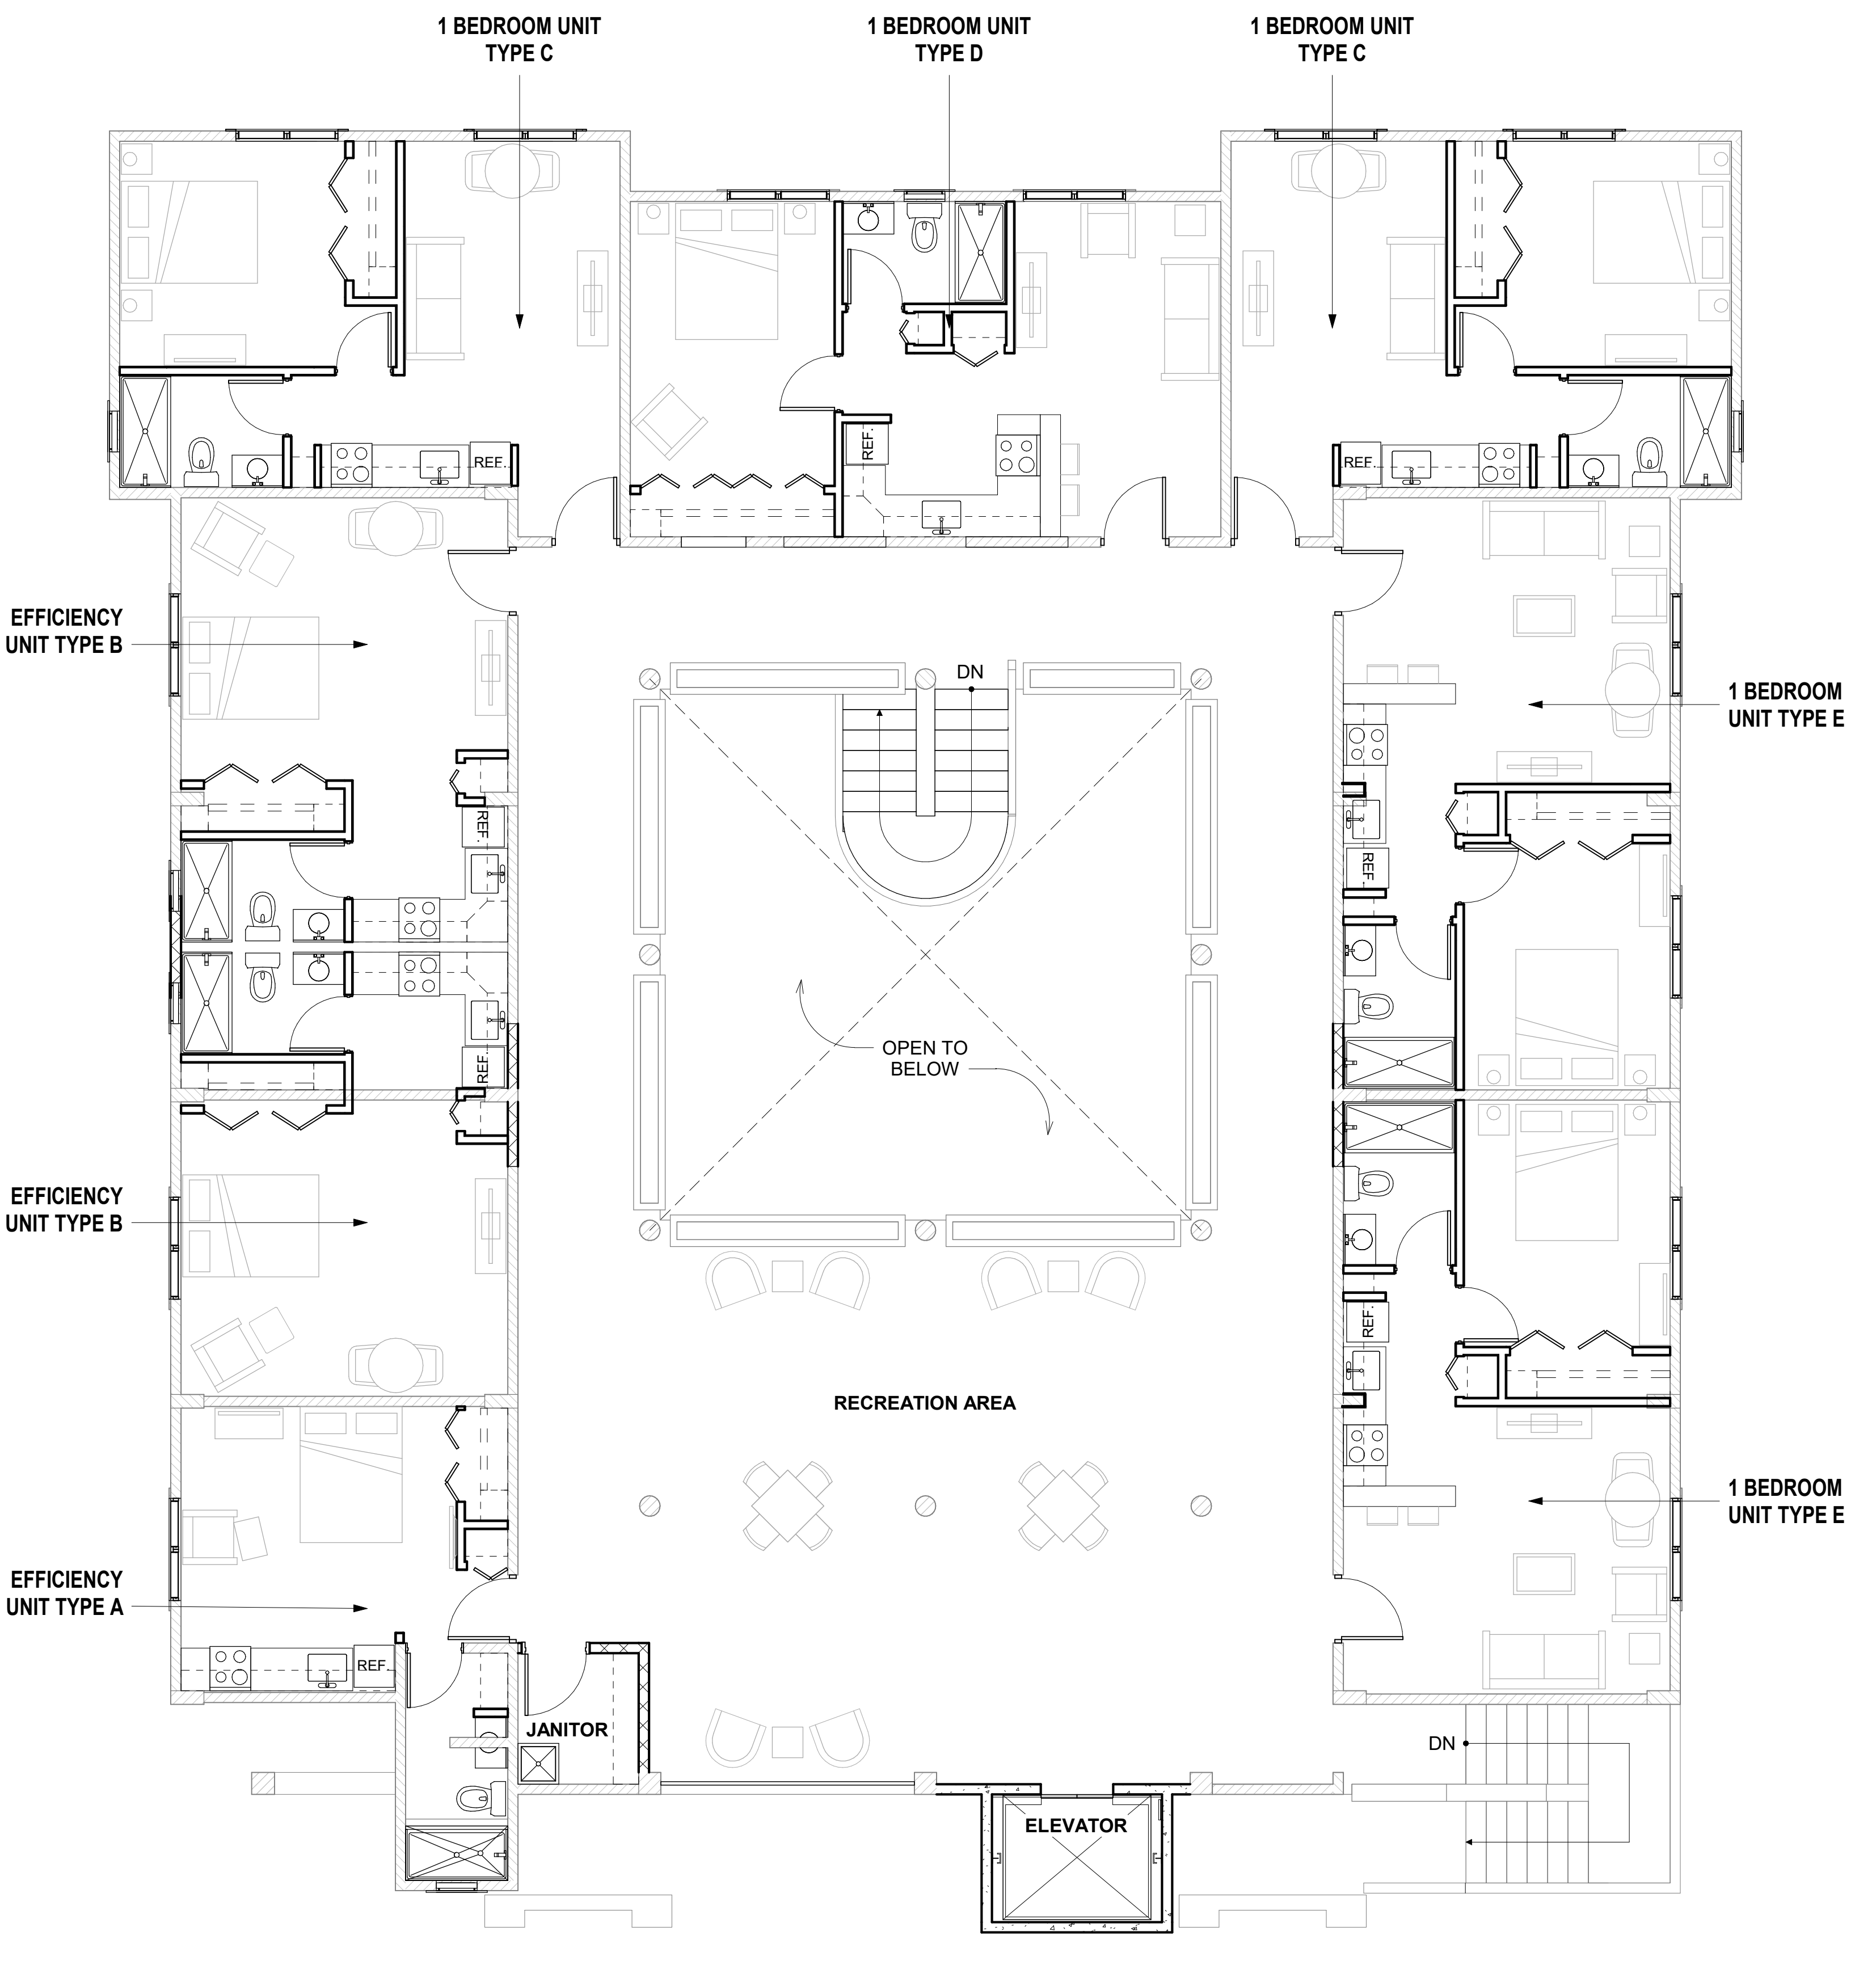 1 BEDROOM UNIT
TYPE C
1 BEDROOM UNIT
TYPE D
1 BEDROOM UNIT
TYPE C
REF.
REF.
REF.
EFFICIENCY
UNIT TYPE B
DN
1 BEDROOM
UNIT TYPE E
REF.
REF.
OPEN TO
BELOW
REF.
EFFICIENCY
UNIT TYPE B
REF.
RECREATION AREA
1 BEDROOM
UNIT TYPE E
EFFICIENCY
UNIT TYPE A
REF.
JANITOR
DN
ELEVATOR